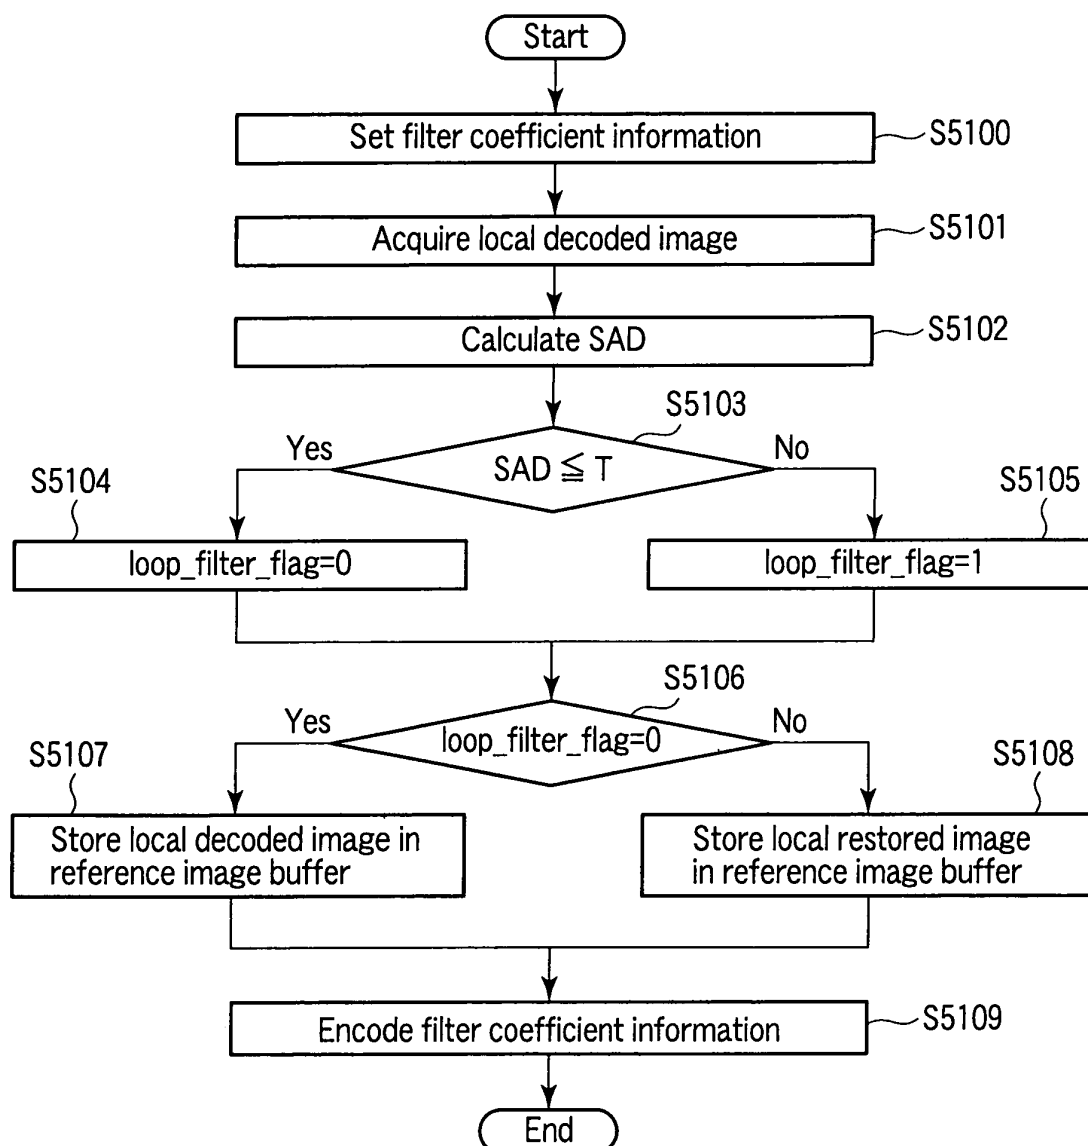 Start
Set filter coefficient information
S5100
Acquire local decoded image
S5101
Calculate SAD
S5102
S5103
Yes
SAD ≦ T
No
S5104
S5105
loop_filter_flag=0
loop_filter_flag=1
S5106
Yes
loop_filter_flag=0
No
S5107
S5108
Store local decoded image in
reference image buffer
Store local restored image
in reference image buffer
Encode filter coefficient information
S5109
End